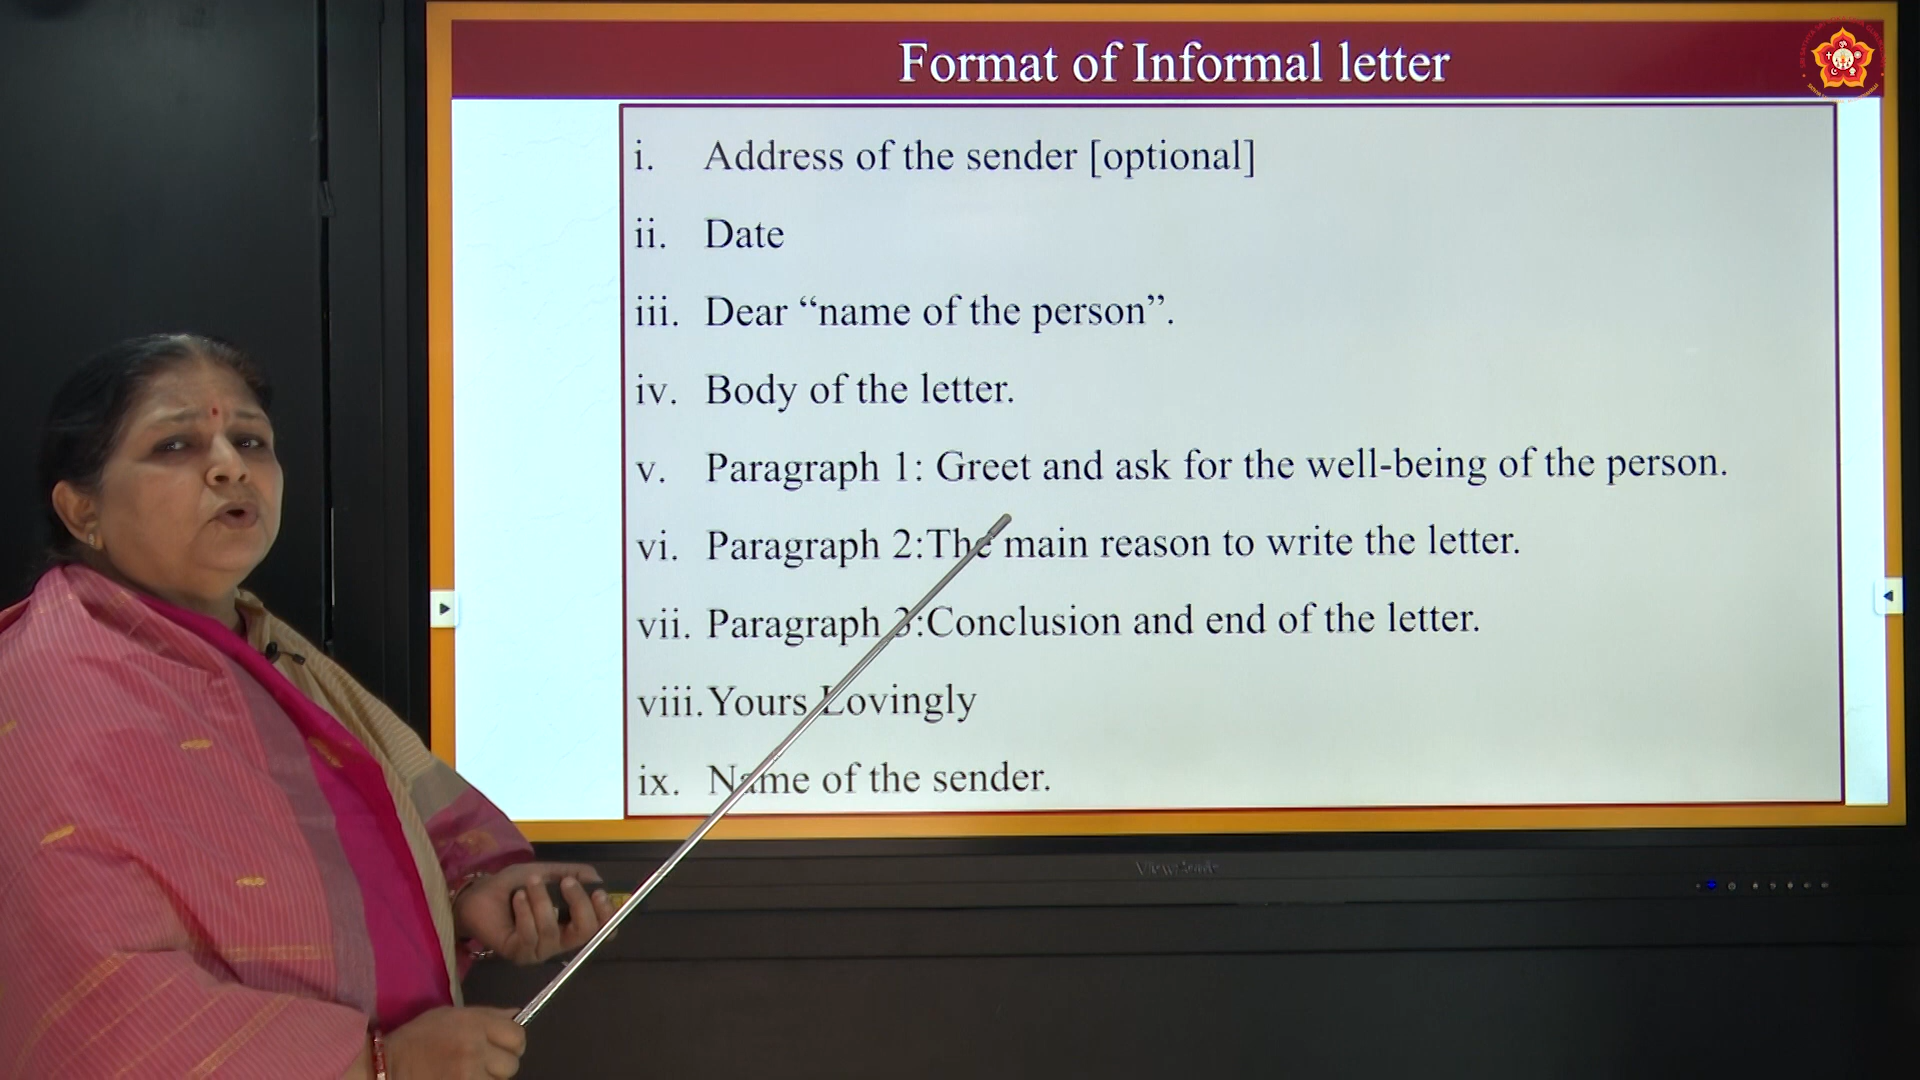 Format of Informal letter
i. Address of the sender [optional]
ii. Date
iii. Dear “name of the person”.
iv. Body of the letter.
v. Paragraph 1: Greet and ask for the well-being of the person.
vi. Paragraph 2:The main reason to write the letter.
vii. Paragraph 3:Conclusion and end of the letter.
viii. Yours Lovingly
ix. Name of the sender.